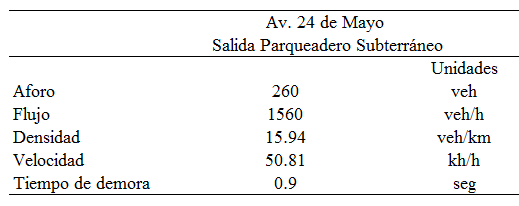 Av. 24 de Mayo
Salida Parqueadero Subterráneo
Unidades
Aforo 260 veh
Flujo 1560 veh/h
Densidad 15.94 veh/km
Velocidad 50.81 kh/h
Tiempo de demora 0.9 seg